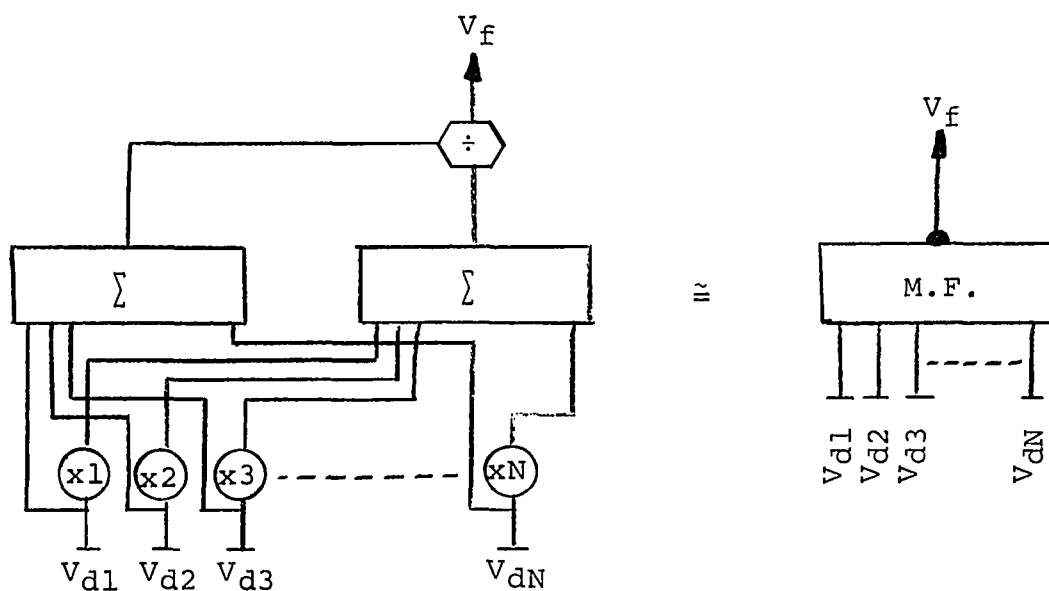 Vf
÷
Vf
Σ
Σ
≅
M.F.
x1 x2 x3 xN
Vd1 Vd2 Vd3 VdN
Vd1 Vd2 Vd3 VdN